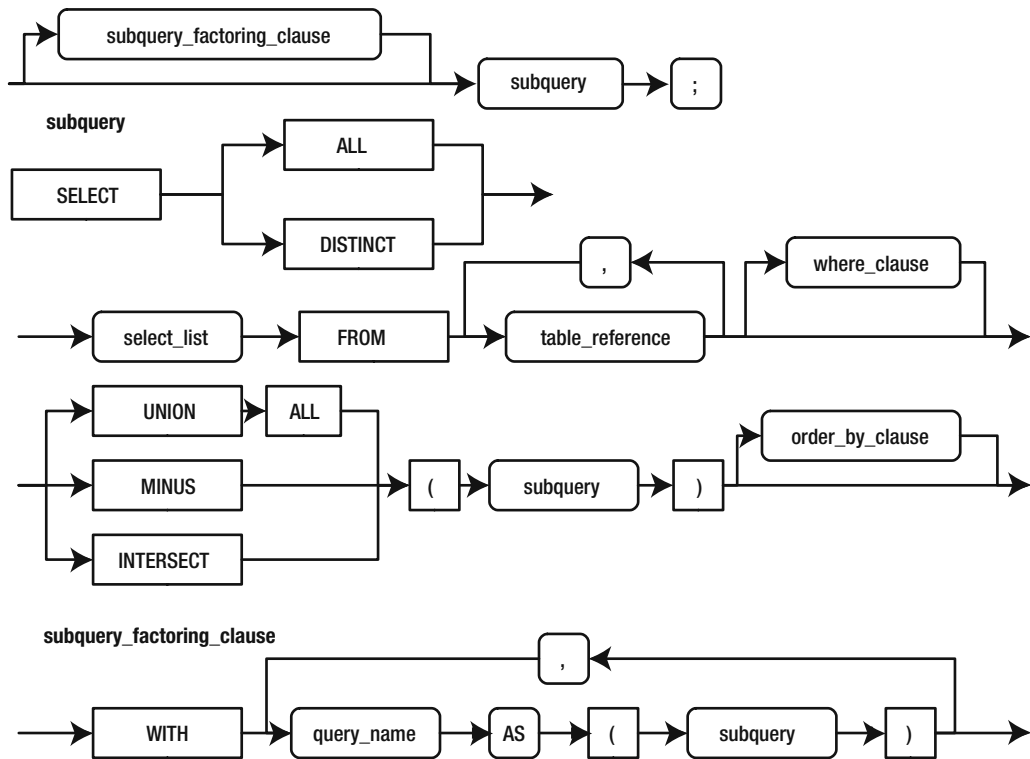 subquery_factoring_clause
subquery ;
subquery
ALL
SELECT
DISTINCT
, where_clause
select_list FROM table_reference
UNION ALL order_by_clause
MINUS ( subquery )
INTERSECT
subquery_factoring_clause
,
WITH query_name AS ( subquery )